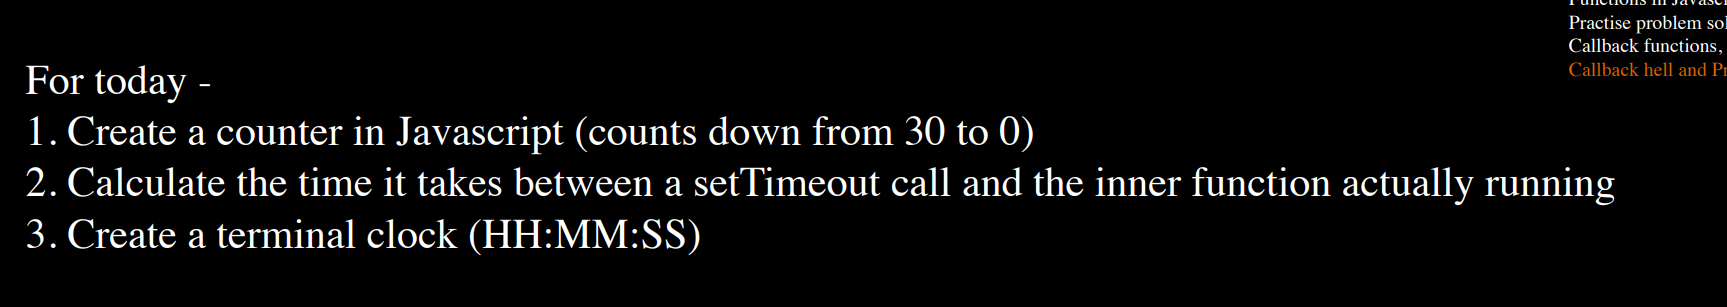 Practise problem
Callback functions,
Callback hell and
For today -
1. Create a counter in Javascript (counts down from 30 to 0)
2. Calculate the time it takes between a setTimeout call and the inner function actually running
3. Create a terminal clock (HH:MM:SS)